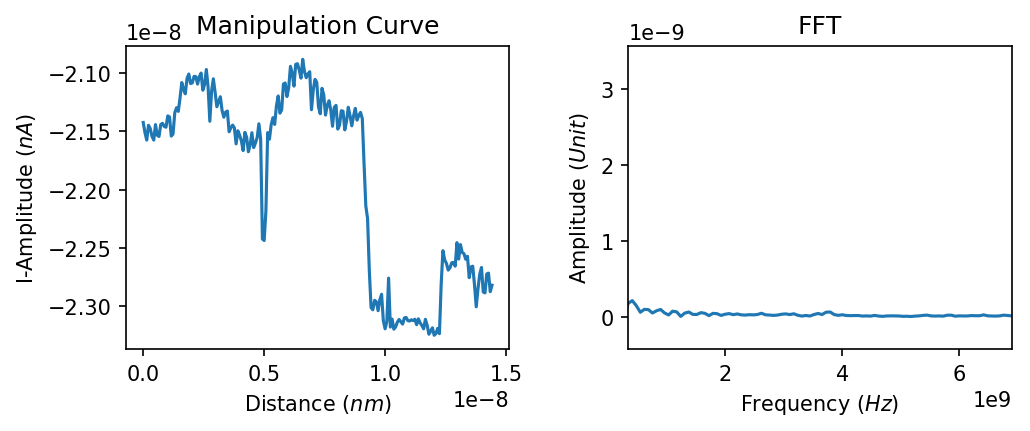 Manipulation Curve
1e−8
−2.10
−2.15
−2.20
−2.25
−2.30
I-Amplitude (nA)
0.0 0.5 1.0 1.5
1e−8
Distance (nm)
FFT
1e−9
3
2
1
0
Amplitude (Unit)
2 4 6
1e9
Frequency (Hz)